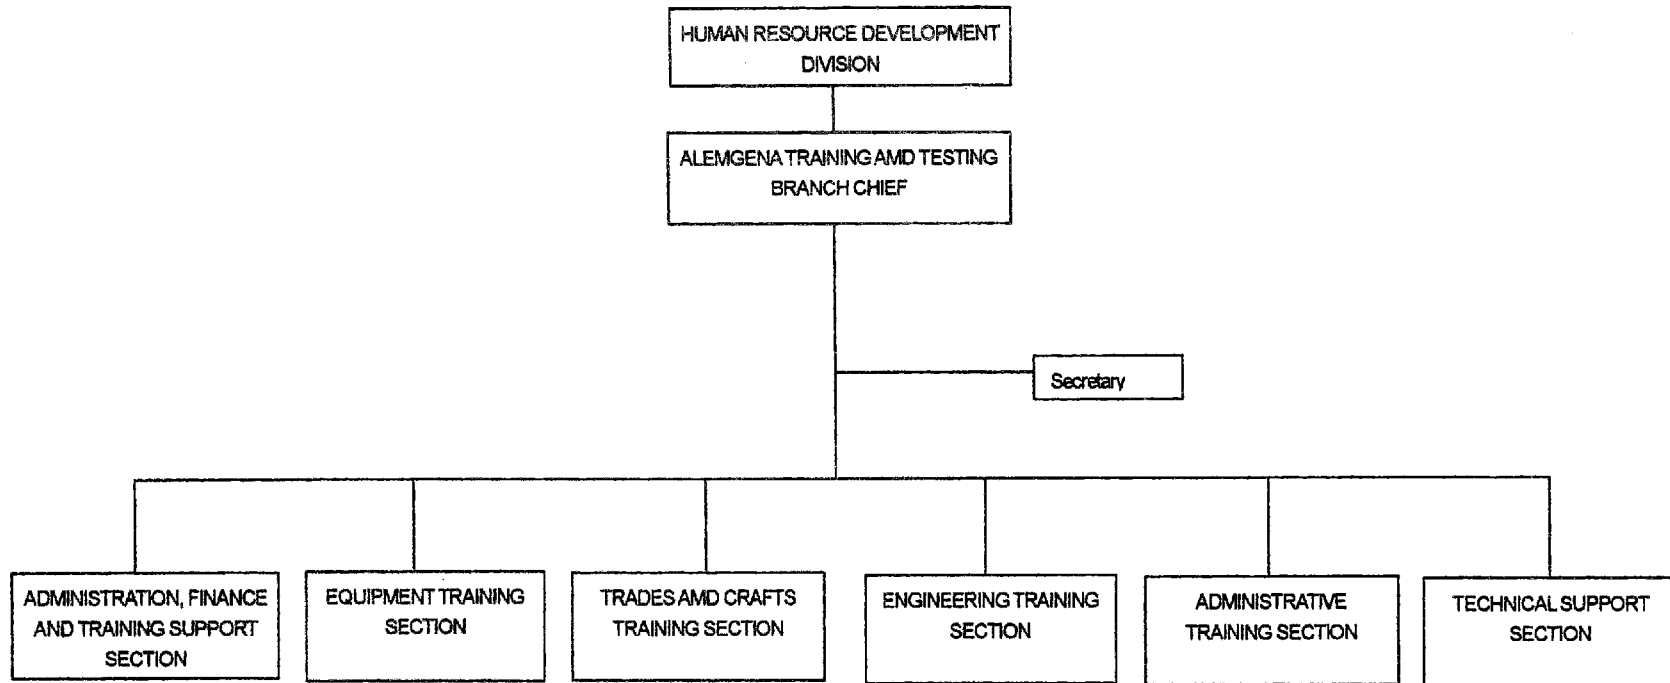 HUMAN RESOURCE DEVELOPMENT
DIVISION
ALEMGENA TRAINING AMD TESTING
BRANCH CHIEF
Secretary
ADMINISTRATION, FINANCE
AND TRAINING SUPPORT
SECTION
EQUIPMENT TRAINING
SECTION
TRADES AMD CRAFTS
TRAINING SECTION
ENGINEERING TRAINING
SECTION
ADMINISTRATIVE
TRAINING SECTION
TECHNICAL SUPPORT
SECTION